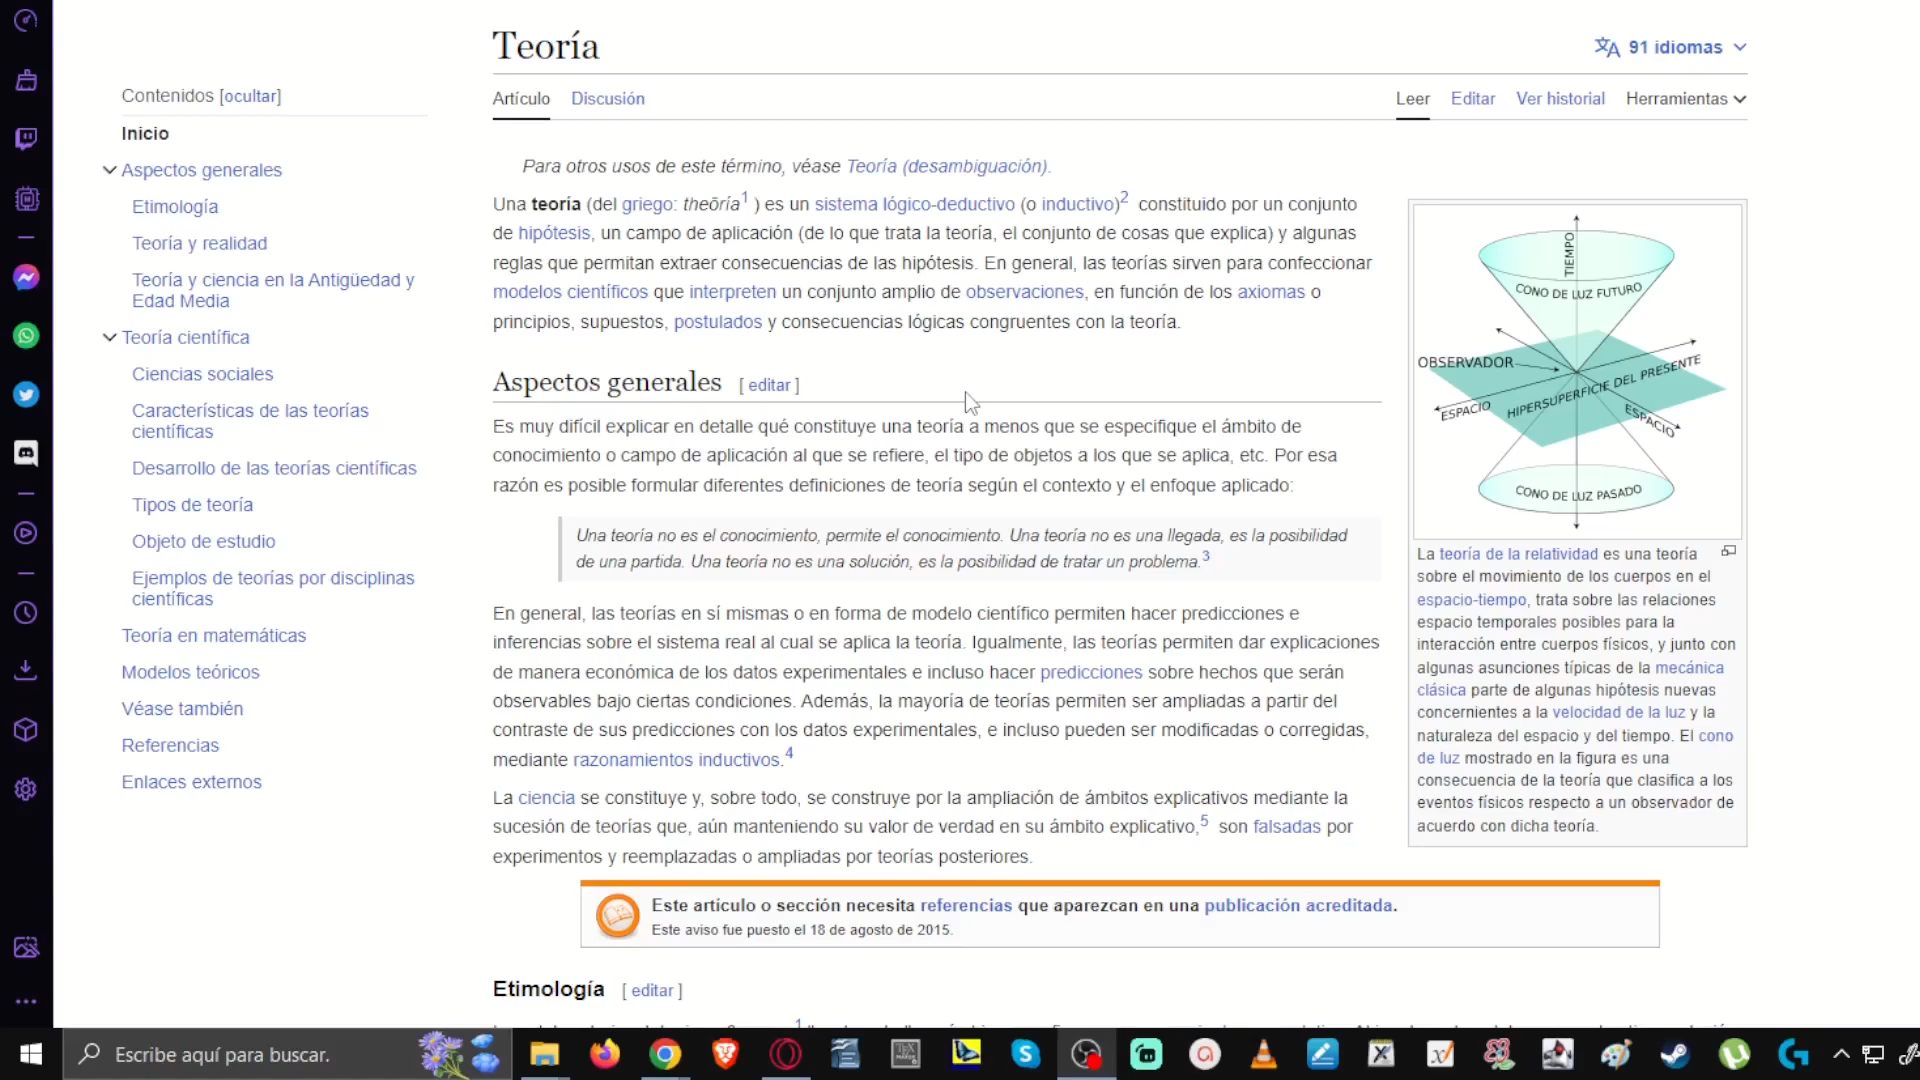 Teoría
91 idiomas
Contenidos [ocultar]
Artículo Discusión
Leer Editar Ver historial Herramientas
Inicio
Aspectos generales
Etimología
Teoría y realidad
Teoría y ciencia en la Antigüedad y
Edad Media
Teoría científica
Ciencias sociales
Características de las teorías
científicas
Desarrollo de las teorías científicas
Tipos de teoría
Objeto de estudio
Ejemplos de teorías por disciplinas
científicas
Teoría en matemáticas
Modelos teóricos
Véase también
Referencias
Enlaces externos
Para otros usos de este término, véase Teoría (desambiguación).
Una teoría (del griego: theōría1 ) es un sistema lógico-deductivo (o inductivo)2 constituido por un conjunto
de hipótesis, un campo de aplicación (de lo que trata la teoría, el conjunto de cosas que explica) y algunas
reglas que permitan extraer consecuencias de las hipótesis. En general, las teorías sirven para confeccionar
modelos científicos que interpreten un conjunto amplio de observaciones, en función de los axiomas o
principios, supuestos, postulados y consecuencias lógicas congruentes con la teoría.
Aspectos generales [ editar ]
Es muy difícil explicar en detalle qué constituye una teoría a menos que se especifique el ámbito de
conocimiento o campo de aplicación al que se refiere, el tipo de objetos a los que se aplica, etc. Por esa
razón es posible formular diferentes definiciones de teoría según el contexto y el enfoque aplicado:
Una teoría no es el conocimiento, permite el conocimiento. Una teoría no es una llegada, es la posibilidad
de una partida. Una teoría no es una solución, es la posibilidad de tratar un problema.3
En general, las teorías en sí mismas o en forma de modelo científico permiten hacer predicciones e
inferencias sobre el sistema real al cual se aplica la teoría. Igualmente, las teorías permiten dar explicaciones
de manera económica de los datos experimentales e incluso hacer predicciones sobre hechos que serán
observables bajo ciertas condiciones. Además, la mayoría de teorías permiten ser ampliadas a partir del
contraste de sus predicciones con los datos experimentales, e incluso pueden ser modificadas o corregidas,
mediante razonamientos inductivos.4
La ciencia se constituye y, sobre todo, se construye por la ampliación de ámbitos explicativos mediante la
sucesión de teorías que, aún manteniendo su valor de verdad en su ámbito explicativo,5 son falsadas por
experimentos y reemplazadas o ampliadas por teorías posteriores.
TIEMPO
CONO DE LUZ FUTURO
OBSERVADOR
ESPACIO
HIPERSUPERFICIE DEL PRESENTE
ESPACIO
CONO DE LUZ PASADO
La teoría de la relatividad es una teoría
sobre el movimiento de los cuerpos en el
espacio-tiempo, trata sobre las relaciones
espacio temporales posibles para la
interacción entre cuerpos físicos, y junto con
algunas asunciones típicas de la mecánica
clásica parte de algunas hipótesis nuevas
concernientes a la velocidad de la luz y la
naturaleza del espacio y del tiempo. El cono
de luz mostrado en la figura es una
consecuencia de la teoría que clasifica a los
eventos físicos respecto a un observador de
acuerdo con dicha teoría.
Este artículo o sección necesita referencias que aparezcan en una publicación acreditada.
Este aviso fue puesto el 18 de agosto de 2015.
Etimología [ editar ]
Escribe aquí para buscar.